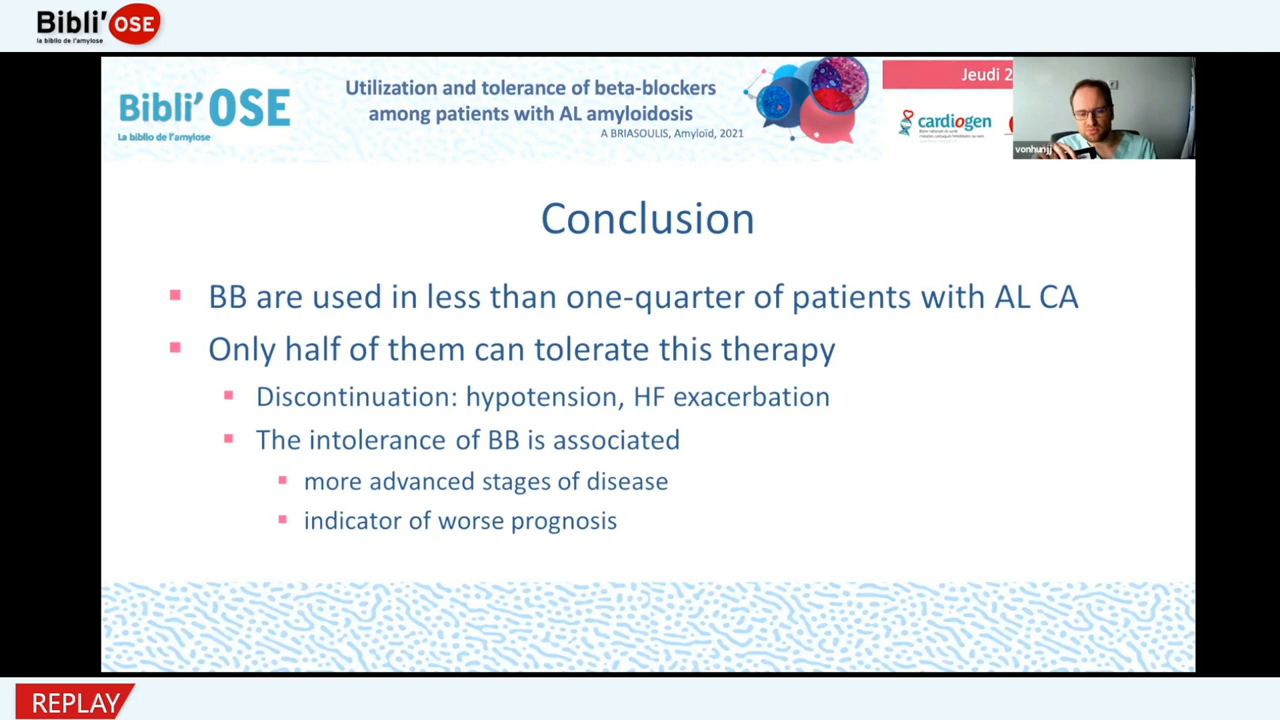 Bibli’OSE
la biblio de l’amylose
Bibli’OSE
La biblio de l’amylose
Utilization and tolerance of beta-blockers
among patients with AL amyloidosis
A BRIASOULIS, Amyloid, 2021
Jeudi 2
cardiogen
Conclusion
BB are used in less than one-quarter of patients with AL CA
Only half of them can tolerate this therapy
Discontinuation: hypotension, HF exacerbation
The intolerance of BB is associated
more advanced stages of disease
indicator of worse prognosis
REPLAY